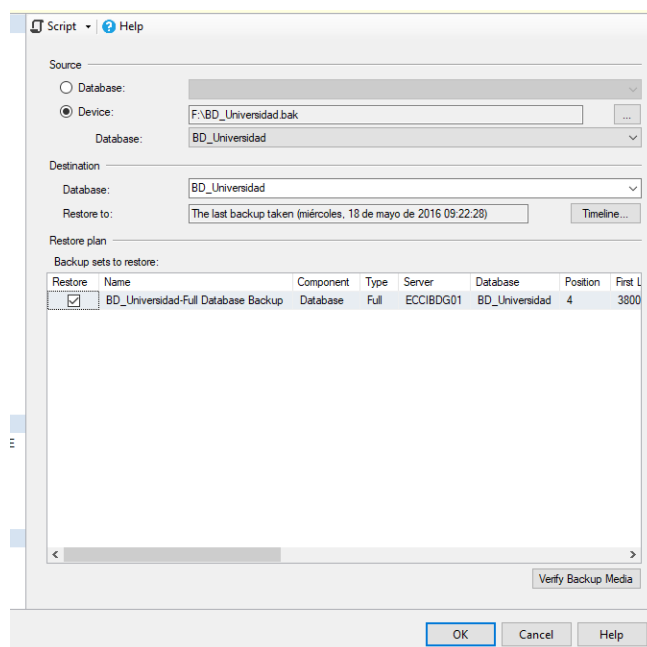 Script Help
Source
Database:
Device: F:\BD_Universidad.bak ...
Database: BD_Universidad
Destination
Database: BD_Universidad
Restore to: The last backup taken (miércoles, 18 de mayo de 2016 09:22:28) Timeline...
Restore plan
Backup sets to restore:
Restore Name Component Type Server Database Position First L
BD_Universidad-Full Database Backup Database Full ECCIBDG01 BD_Universidad 4 3800
E
Verify Backup Media
OK Cancel Help